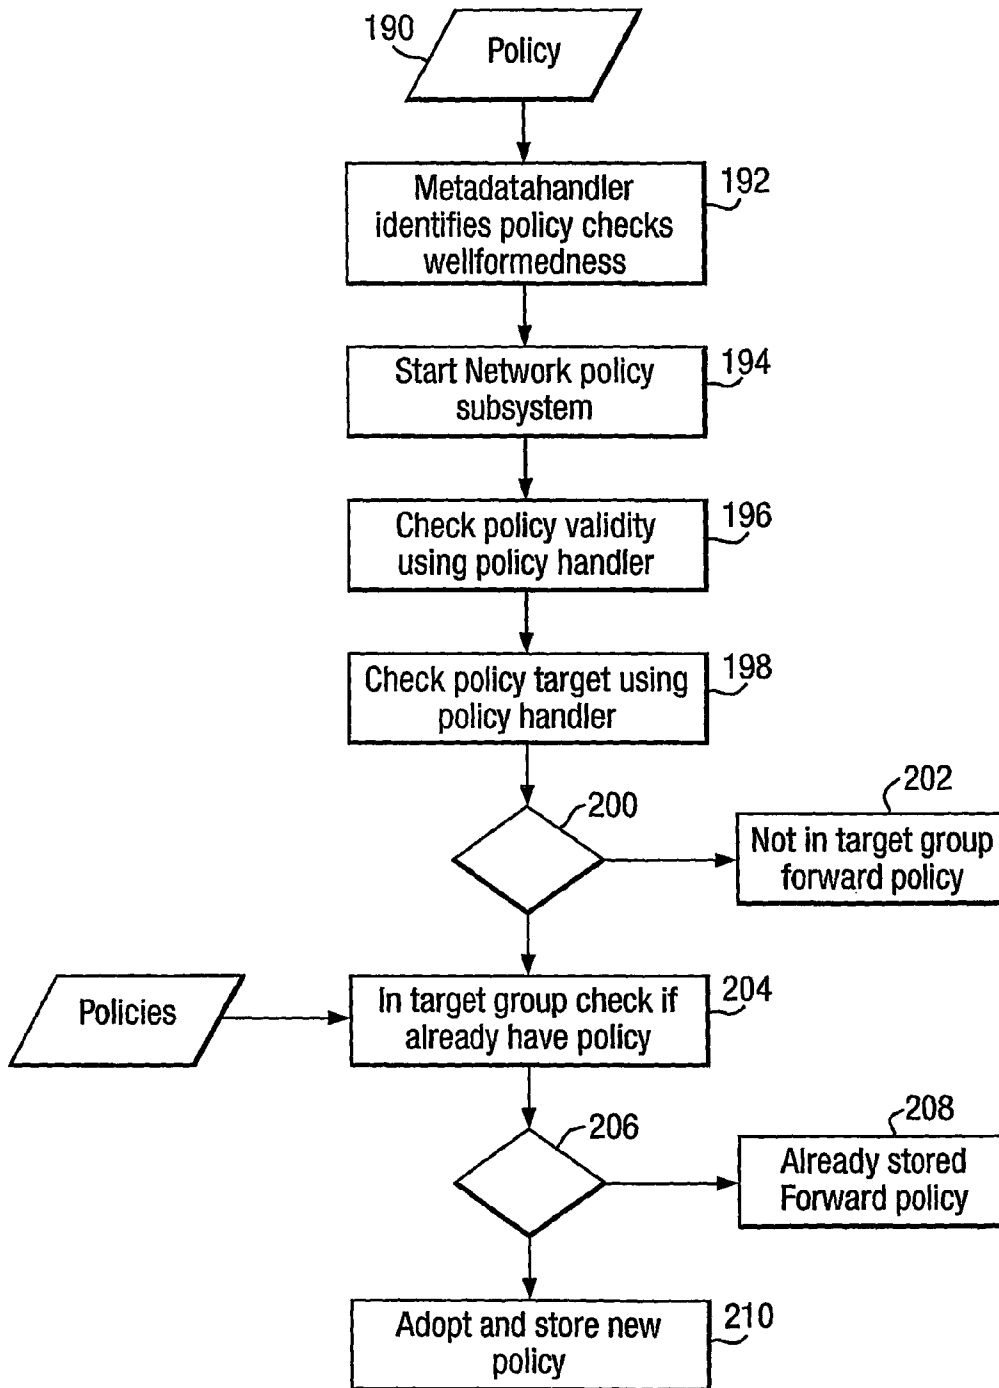 190
Policy
192
Metadatahandler
identifies policy checks
wellformedness
194
Start Network policy
subsystem
196
Check policy validity
using policy handler
198
Check policy target using
policy handler
200
202
Not in target group
forward policy
Policies
204
In target group check if
already have policy
206
208
Already stored
Forward policy
210
Adopt and store new
policy